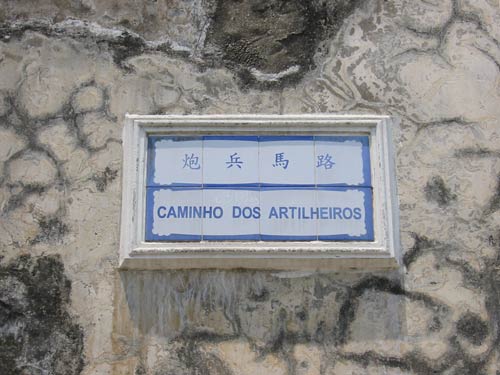 炮兵馬路
CAMINHO DOS ARTILHEIROS